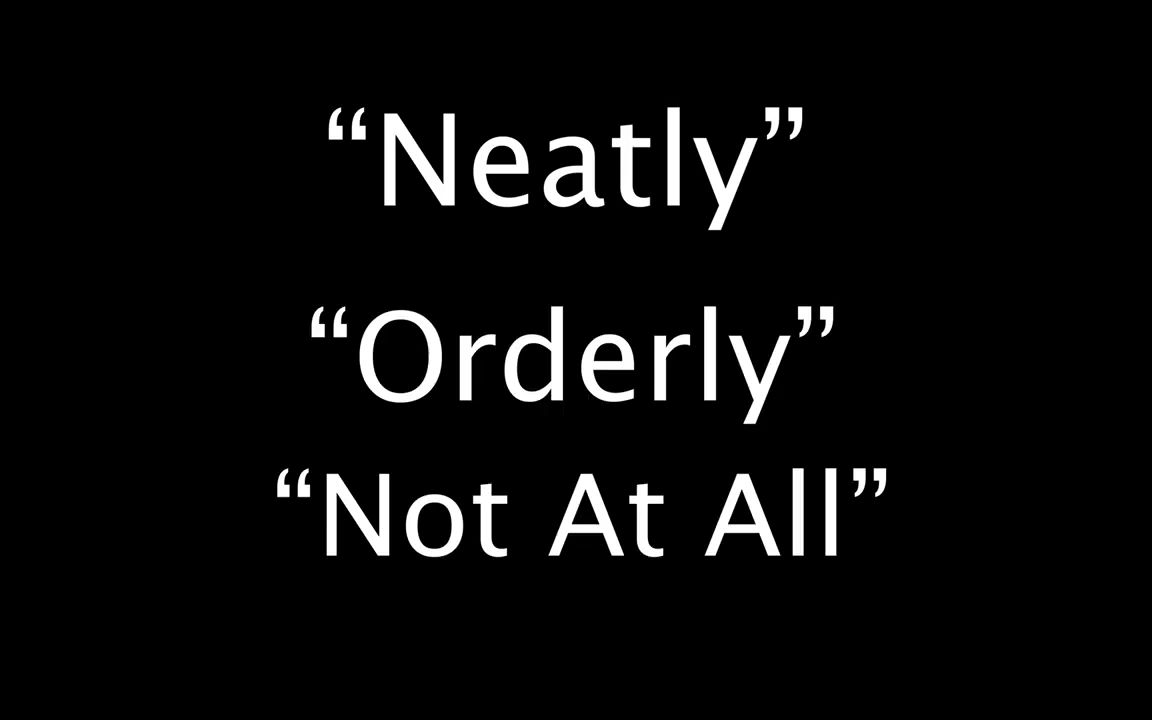 “Neatly”
“Orderly”
“Not At All”